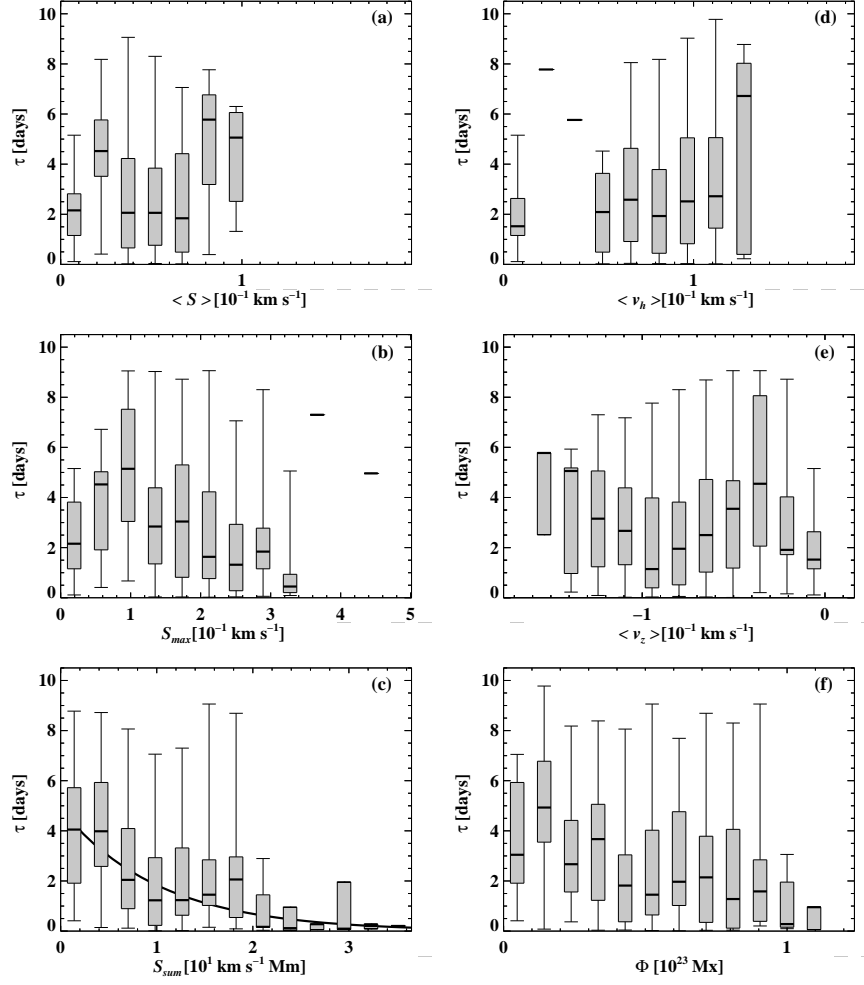 (a)
10
8
6
4
2
0
τ [days]
0 1
< S >[10⁻¹ km s⁻¹]
(d)
10
8
6
4
2
0
τ [days]
0 1
< v_h >[10⁻¹ km s⁻¹]
(b)
10
8
6
4
2
0
τ [days]
0 1 2 3 4 5
S_max[10⁻¹ km s⁻¹]
(e)
10
8
6
4
2
0
τ [days]
−1 0
< v_z >[10⁻¹ km s⁻¹]
(c)
10
8
6
4
2
0
τ [days]
0 1 2 3
S_sum[10¹ km s⁻¹ Mm]
(f)
10
8
6
4
2
0
τ [days]
0 1
Φ [10²³ Mx]